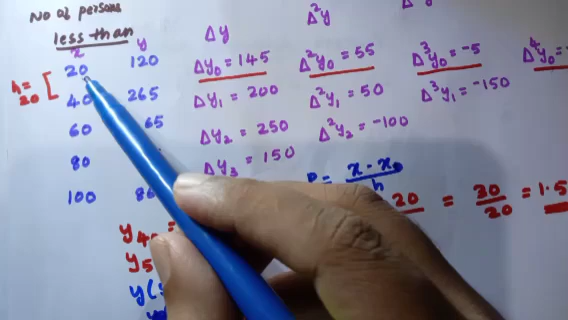 No of persons
less than
x y Δy Δ²y
20 120 Δy₀ = 145 Δ²y₀ = 55 Δ³y₀ = -5 Δ⁴y₀ =
h = 20
40 265 Δy₁ = 200 Δ²y₁ = 50 Δ³y₁ = -150
60 65 Δy₂ = 250 Δ²y₂ = -100
80 Δy₃ = 150
100 86 P = x - x₀ / h
20 = 30 / 20 = 1.5
y₄₀ =
y₅